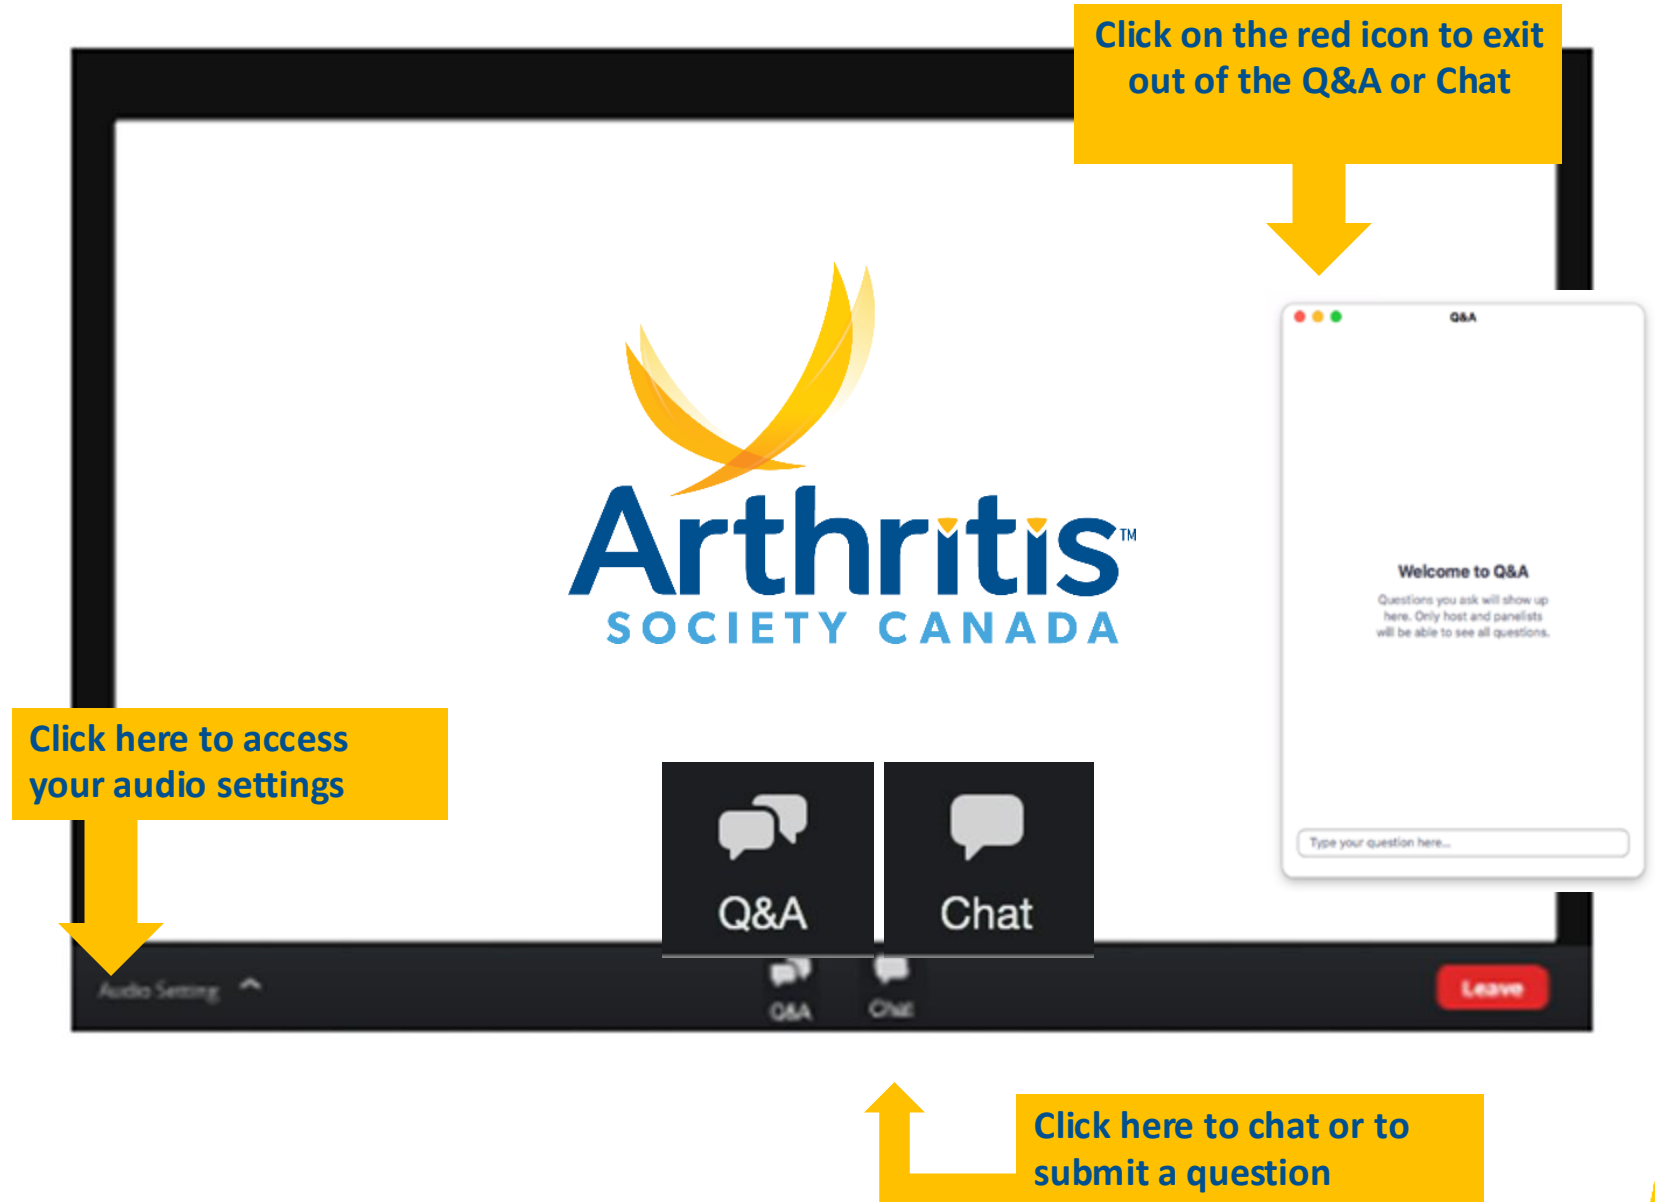 Click on the red icon to exit
out of the Q&A or Chat
Q&A
Arthritis™
SOCIETY CANADA
Welcome to Q&A
Questions you ask will show up
here. Only host and panelists
will be able to see all questions.
Click here to access
your audio settings
Type your question here...
Q&A
Chat
Audio Setting
Q&A
Chat
Leave
Click here to chat or to
submit a question